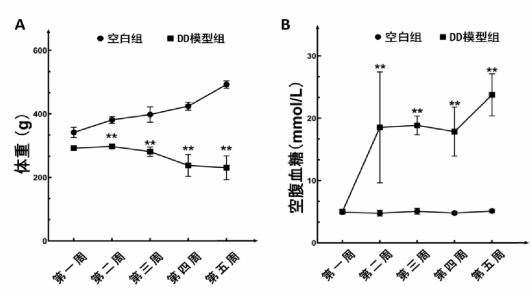 A
空白组
DD模型组
600
400
200
0
体重（g）
**
**
**
**
第一周
第二周
第三周
第四周
第五周
B
空白组
DD模型组
30
20
10
0
空腹血糖(mmol/L)
**
**
**
**
第一周
第二周
第三周
第四周
第五周